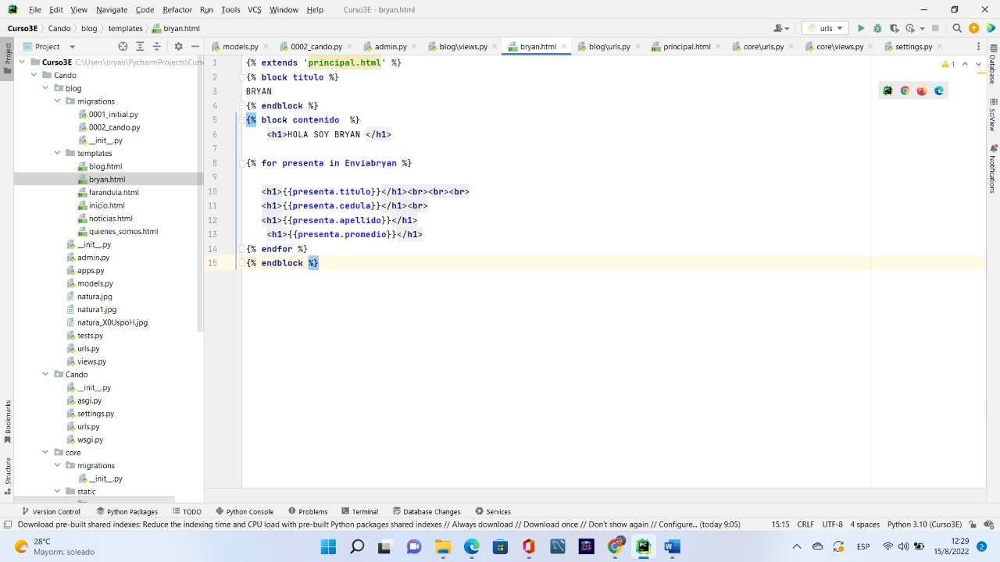 File Edit View Navigate Code Refactor Run Tools VCS Window Help Curso3E - bryan.html
Curso3E Cando blog templates bryan.html urls
Project models.py 0002_cando.py admin.py blog\views.py bryan.html blog\urls.py principal.html core\urls.py core\views.py settings.py
Project
Bookmarks
Structure
Curso3E C:\Users\bryan\PycharmProjects\Curs
Cando
blog
migrations
0001_initial.py
0002_cando.py
__init__.py
templates
blog.html
bryan.html
farandula.html
inicio.html
noticias.html
quienes_somos.html
__init__.py
admin.py
apps.py
models.py
natura.jpg
natura1.jpg
natura_X0UspoH.jpg
tests.py
urls.py
views.py
Cando
__init__.py
asgi.py
settings.py
urls.py
wsgi.py
core
migrations
__init__.py
static
1 {% extends 'principal.html' %}
2 {% block titulo %}
3 BRYAN
4 {% endblock %}
5 {% block contenido  %}
6     <h1>HOLA SOY BRYAN </h1>
7
8 {% for presenta in Enviabryan %}
9
10    <h1>{{presenta.titulo}}</h1><br><br><br>
11    <h1>{{presenta.cedula}}</h1><br>
12    <h1>{{presenta.apellido}}</h1>
13     <h1>{{presenta.promedio}}</h1>
14 {% endfor %}
15 {% endblock %}
1
Database
SciView
Notifications
Version Control Python Packages TODO Python Console Problems Terminal Database Changes Services
Download pre-built shared indexes: Reduce the indexing time and CPU load with pre-built Python packages shared indexes // Always download // Download once // Don't show again // Configure... (today 9:05) 15:15 CRLF UTF-8 4 spaces Python 3.10 (Curso3E)
28°C
Mayorm. soleado
ESP
12:29
15/8/2022
2